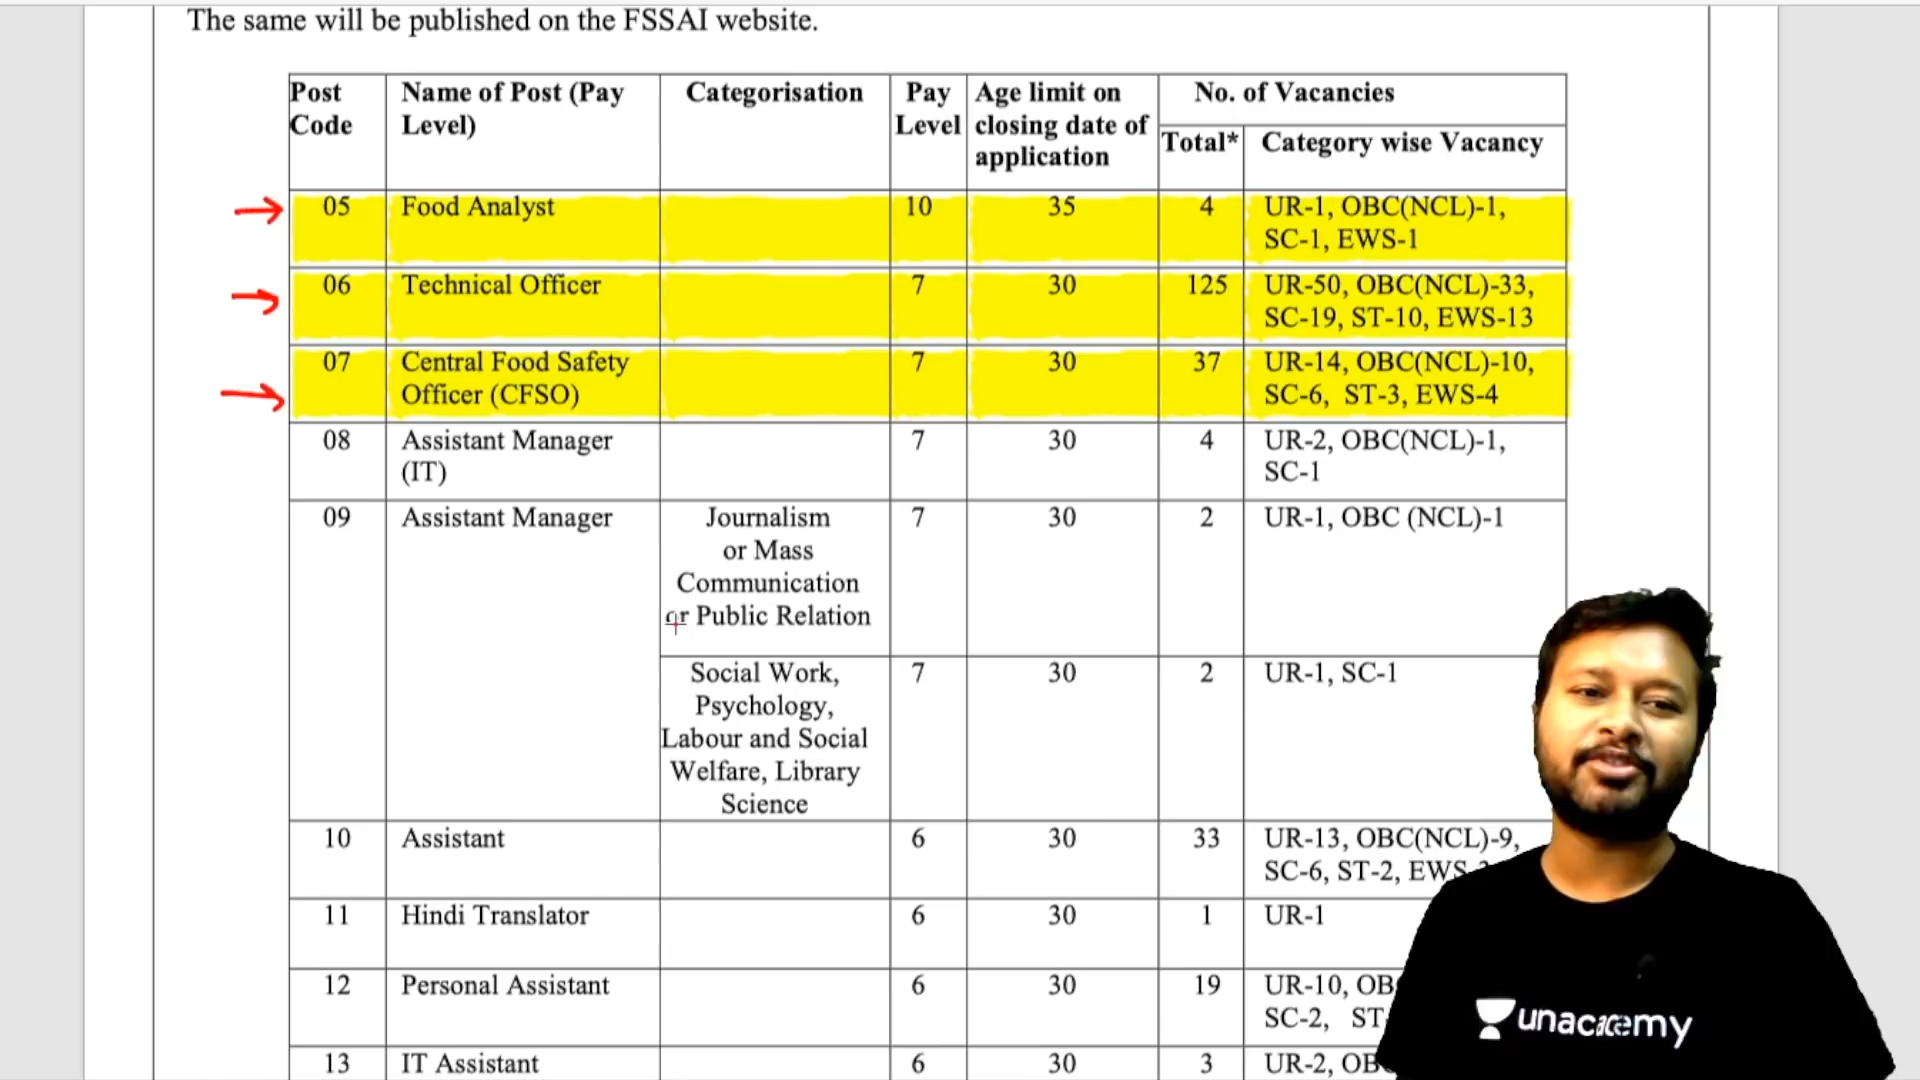 The same will be published on the FSSAI website.
Post Code Name of Post (Pay Level) Categorisation Pay Level Age limit on closing date of application No. of Vacancies
Total* Category wise Vacancy
05 Food Analyst 10 35 4 UR-1, OBC(NCL)-1,
SC-1, EWS-1
06 Technical Officer 7 30 125 UR-50, OBC(NCL)-33,
SC-19, ST-10, EWS-13
07 Central Food Safety 7 30 37 UR-14, OBC(NCL)-10,
Officer (CFSO) SC-6, ST-3, EWS-4
08 Assistant Manager 7 30 4 UR-2, OBC(NCL)-1,
(IT) SC-1
09 Assistant Manager Journalism 7 30 2 UR-1, OBC (NCL)-1
or Mass
Communication
or Public Relation
Social Work, 7 30 2 UR-1, SC-1
Psychology,
Labour and Social
Welfare, Library
Science
10 Assistant 6 30 33 UR-13, OBC(NCL)-9,
SC-6, ST-2, EWS
11 Hindi Translator 6 30 1 UR-1
12 Personal Assistant 6 30 19 UR-10, OB
SC-2, ST
13 IT Assistant 6 30 3 UR-2, OB
unacademy